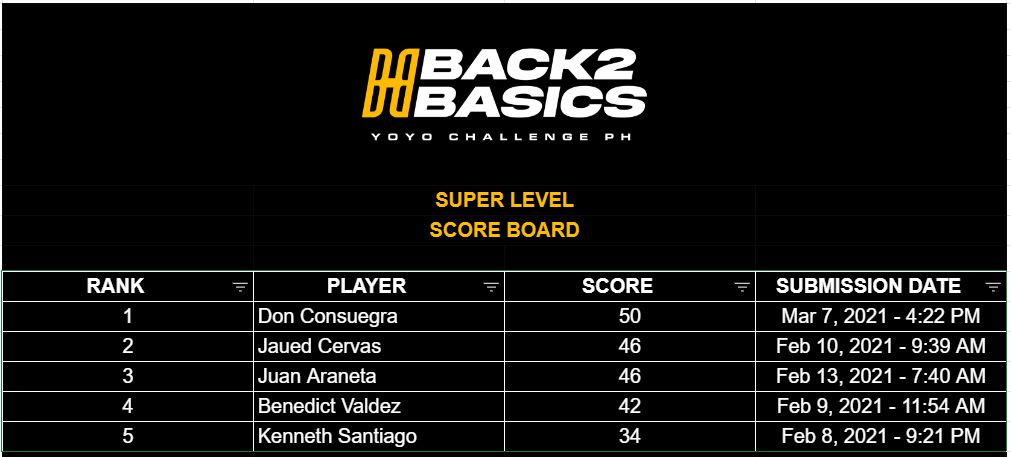 BACK2
BASICS
YOYO CHALLENGE PH
SUPER LEVEL
SCORE BOARD
RANK PLAYER SCORE SUBMISSION DATE
1 Don Consuegra 50 Mar 7, 2021 - 4:22 PM
2 Jaued Cervas 46 Feb 10, 2021 - 9:39 AM
3 Juan Araneta 46 Feb 13, 2021 - 7:40 AM
4 Benedict Valdez 42 Feb 9, 2021 - 11:54 AM
5 Kenneth Santiago 34 Feb 8, 2021 - 9:21 PM